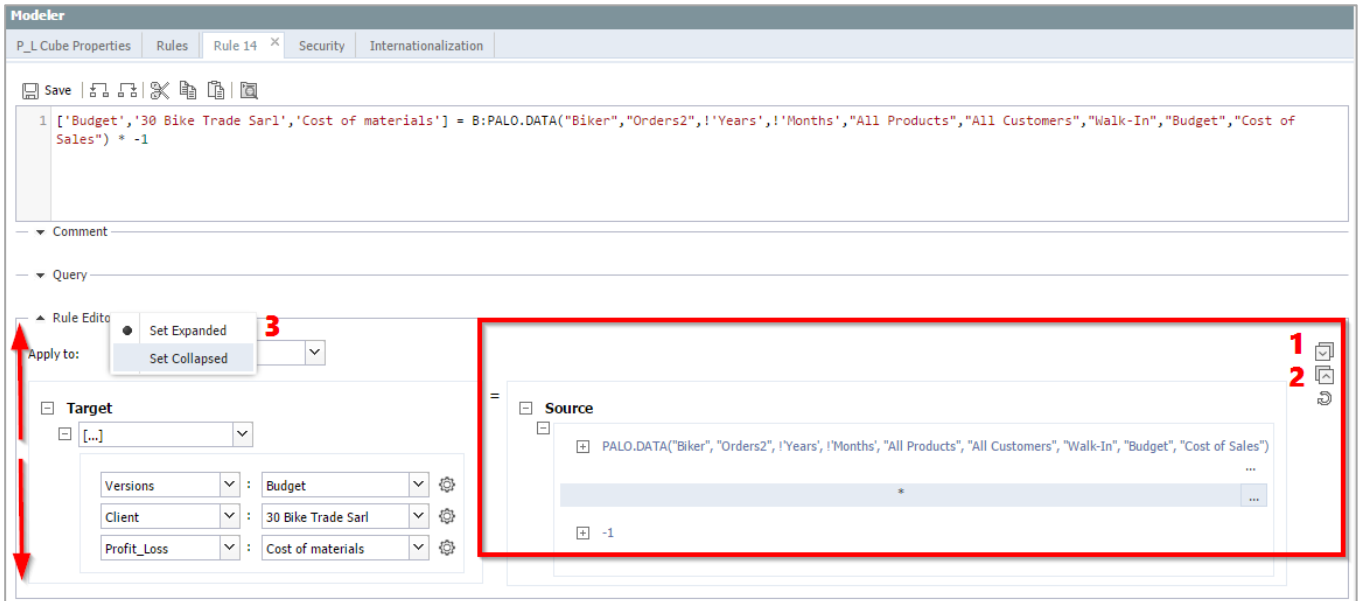 Modeler
P_L Cube Properties Rules Rule 14 Security Internationalization
Save
1 ['Budget','30 Bike Trade Sarl','Cost of materials'] = B:PALO.DATA("Biker","Orders2",!'Years',!'Months',"All Products","All Customers","Walk-In","Budget","Cost of
Sales") * -1
Comment
Query
Rule Edito
Set Expanded 3
Apply to: Set Collapsed
1
2
Target = Source
[...]
PALO.DATA("Biker", "Orders2", !'Years', !'Months', "All Products", "All Customers", "Walk-In", "Budget", "Cost of Sales")
...
Versions : Budget * ...
Client : 30 Bike Trade Sarl
Profit_Loss : Cost of materials -1